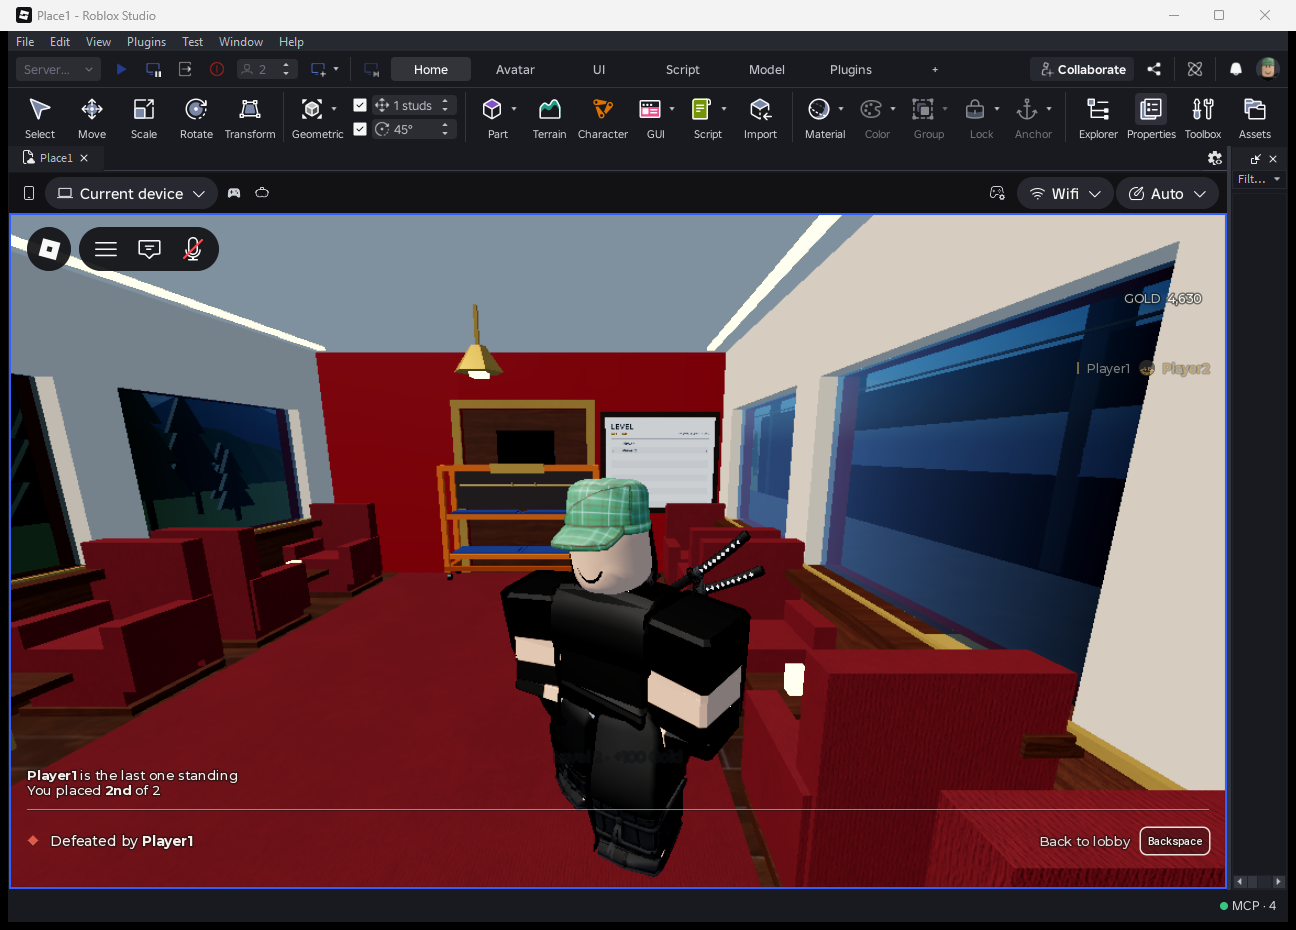 Place1 - Roblox Studio
File Edit View Plugins Test Window Help
Server... 2 Home Avatar UI Script Model Plugins + Collaborate
1 studs
45°
Select Move Scale Rotate Transform Geometric Part Terrain Character GUI Script Import Material Color Group Lock Anchor Explorer Properties Toolbox Assets
Place1
Filt...
Current device Wifi Auto
GOLD 4,630
Player1 Player2
LEVEL
Player1 is the last one standing
You placed 2nd of 2
Defeated by Player1
Back to lobby Backspace
MCP · 4